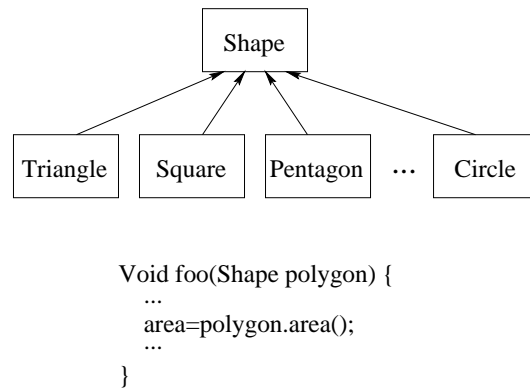 Shape
Triangle Square Pentagon ... Circle
Void foo(Shape polygon) {
...
area=polygon.area();
...
}